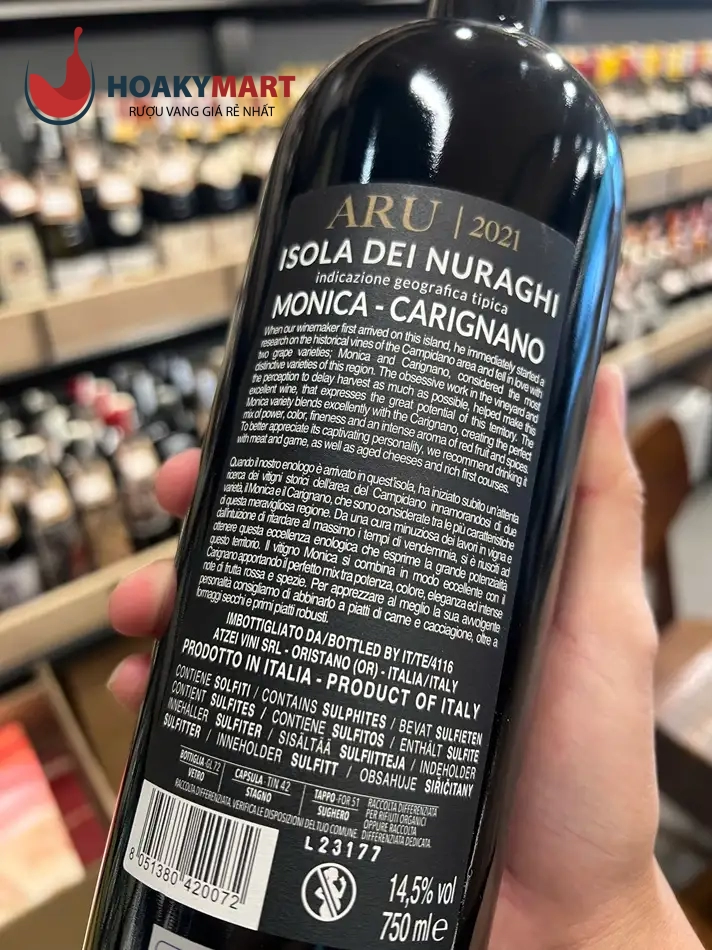 HOAKYMART
RƯỢU VANG GIÁ RẺ NHẤT
ARU | 2021
ISOLA DEI NURAGHI
indicazione geografica tipica
MONICA - CARIGNANO
When our winemaker first arrived on this island, he immediately started a
research on the historical vines of the Campidano area and fell in love with
two grape varieties; Monica and Carignano, considered the most
distinctive varieties of this region. The obsessive work in the vineyard and
the perception to delay harvest as much as possible, helped make this
excellent wine, that expresses the great potential of this territory. The
Monica variety blends excellently with the Carignano, creating the perfect
mix of power, color, fineness and an intense aroma of red fruit and spices.
To better appreciate its captivating personality, we recommend drinking it
with meat and game, as well as aged cheeses and rich first courses.
Quando il nostro enologo è arrivato in quest'isola, ha iniziato subito un'attenta
ricerca dei vitigni storici dell'area del Campidano innamorandosi di due
varietà, il Monica e il Carignano, che sono considerate tra le più caratteristiche
di questa meravigliosa regione. Da una cura minuziosa dei lavori in vigna e
dall'intuizione di ritardare al massimo i tempi di vendemmia, si è riusciti ad
ottenere questa eccellenza enologica che esprime la grande potenzialità
questo territorio. Il vitigno Monica si combina in modo eccellente con il
Carignano apportando il perfetto mix tra potenza, colore, eleganza ed intense
note di frutta rossa e spezie. Per apprezzare al meglio la sua avvolgente
personalità consigliamo di abbinarlo a piatti di carne e cacciagione, oltre a
formaggi secchi e primi piatti robusti.
IMBOTTIGLIATO DA/BOTTLED BY IT/TE/4116
ATZEI VINI SRL - ORISTANO (OR) - ITALIA/ITALY
PRODOTTO IN ITALIA - PRODUCT OF ITALY
CONTIENE SOLFITI / CONTAINS SULPHITES / BEVAT SULFIETEN
CONTIENT SULFITES / CONTIENE SULFITOS / ENTHÄLT SULFITE
INNEHÅLLER SULFITER / SISÄLTÄÄ SULFIITTEJA / INDEHOLDER
SULFITTER / INNEHOLDER SULFITT / OBSAHUJE SIŘIČITANY
BOTTIGLIA-GL 72
VETRO
CAPSULA-TIN 42
STAGNO
TAPPO-FOR 51
SUGHERO
RACCOLTA DIFFERENZIATA
PER RIFIUTI ORGANICI
OPPURE RACCOLTA
DIFFERENZIATA DEDICATA.
RACCOLTA DIFFERENZIATA. VERIFICA LE DISPOSIZIONI DEL TUO COMUNE.
L23177
8 051380 420072
14,5% vol
750 ml e